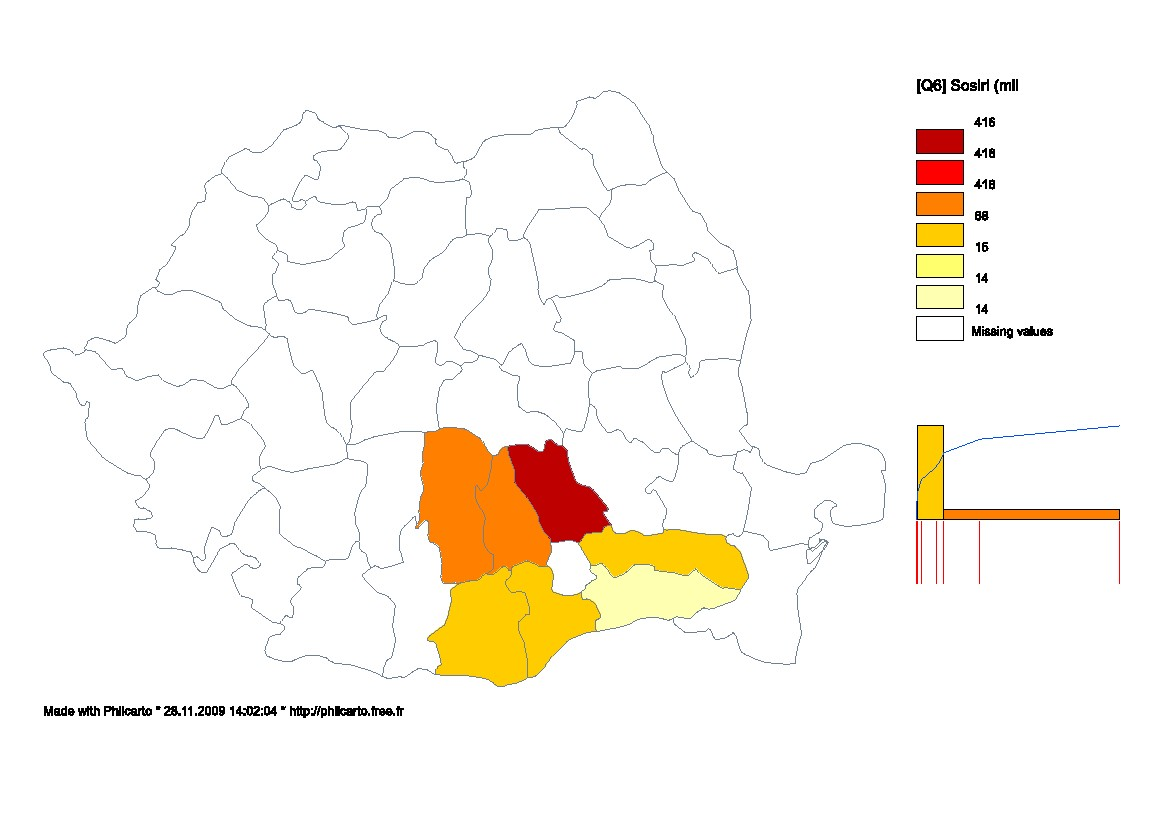 [Q6] Sosiri (mii
416
416
416
66
15
14
14
Missing values
Made with Philcarto * 28.11.2009 14:02:04 * http://philcarto.free.fr